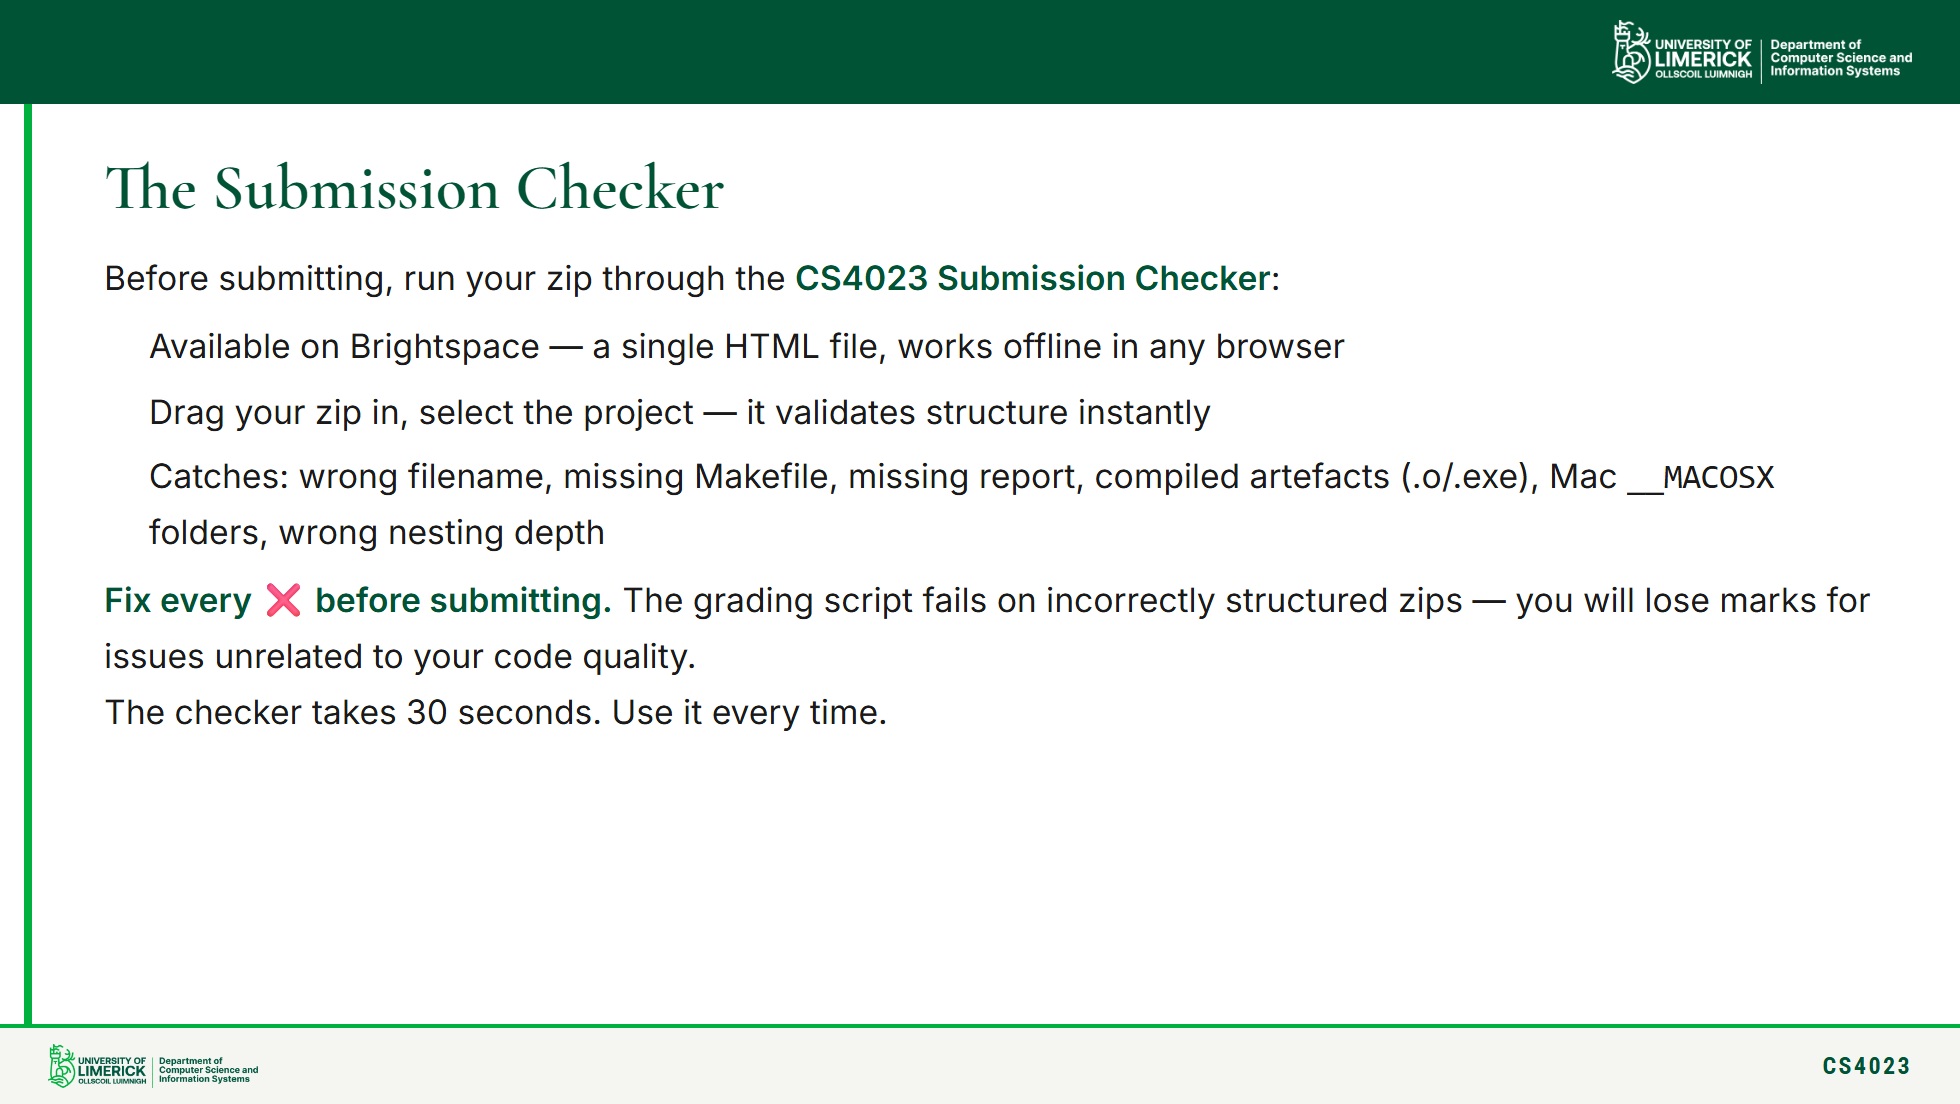 UNIVERSITY OF
LIMERICK
OLLSCOIL LUIMNIGH
Department of
Computer Science and
Information Systems
The Submission Checker
Before submitting, run your zip through the CS4023 Submission Checker:
Available on Brightspace — a single HTML file, works offline in any browser
Drag your zip in, select the project — it validates structure instantly
Catches: wrong filename, missing Makefile, missing report, compiled artefacts (.o/.exe), Mac __MACOSX
folders, wrong nesting depth
Fix every ❌ before submitting. The grading script fails on incorrectly structured zips — you will lose marks for
issues unrelated to your code quality.
The checker takes 30 seconds. Use it every time.
UNIVERSITY OF
LIMERICK
OLLSCOIL LUIMNIGH
Department of
Computer Science and
Information Systems
CS4023